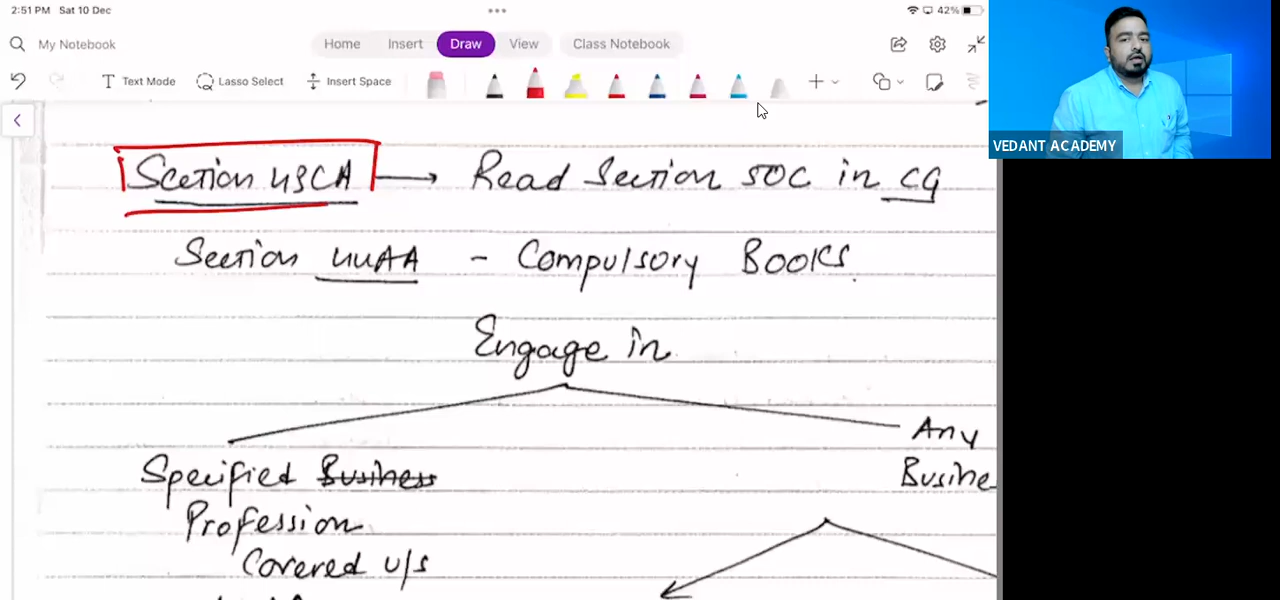 2:51 PM Sat 10 Dec
42%
My Notebook
Home Insert Draw View Class Notebook
Text Mode Lasso Select Insert Space
VEDANT ACADEMY
Section 43CA → Read Section 50C in CG
Section 44AA - Compulsory Books.
Engage in
Any
Busine
Specified Business
Profession
Covered u/s